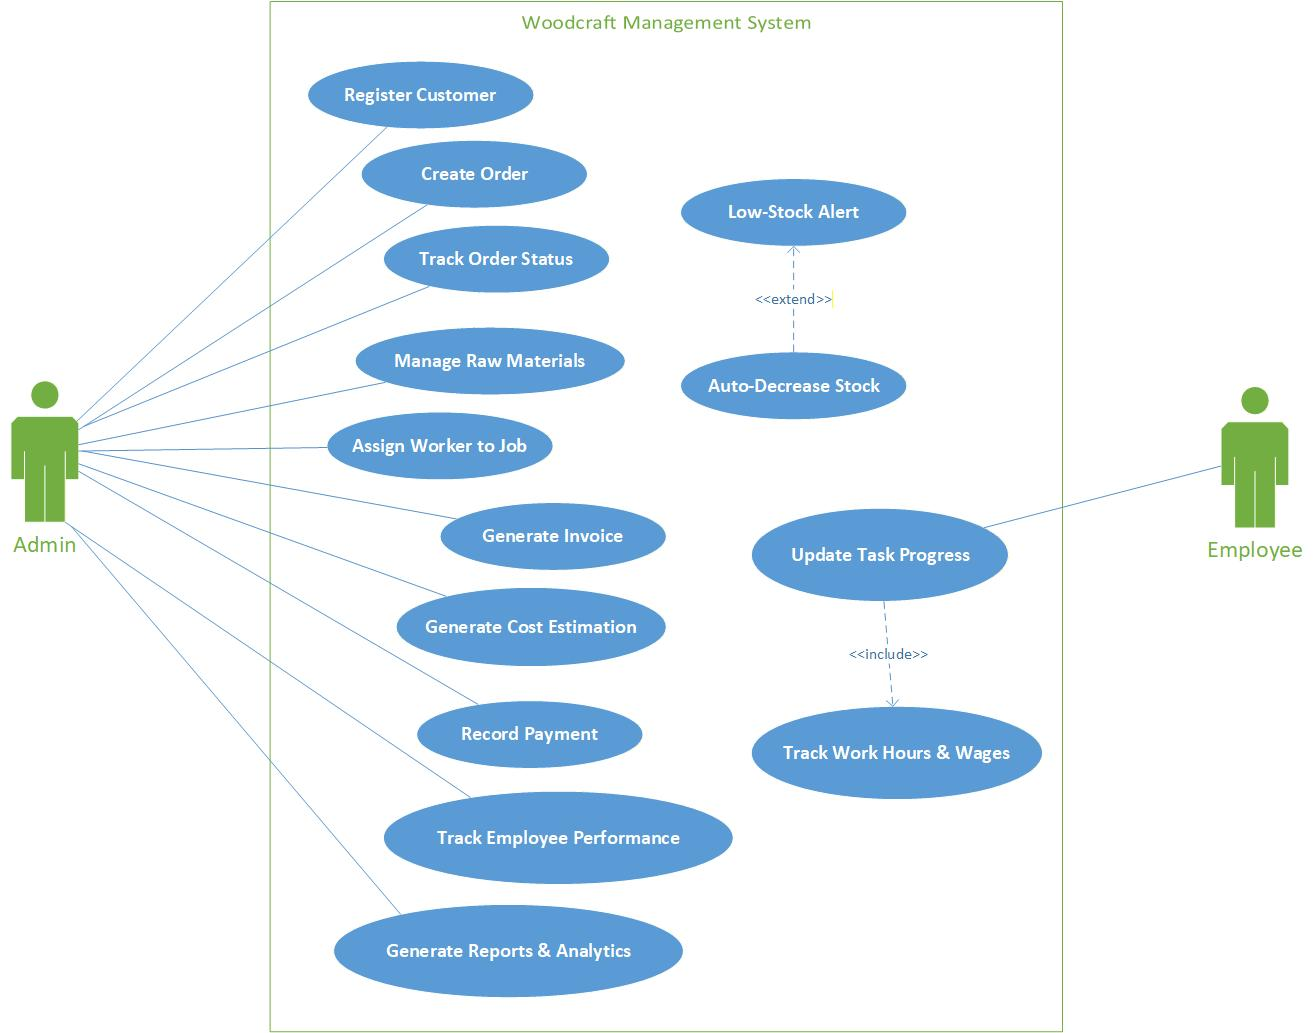 Woodcraft Management System
Register Customer
Create Order
Track Order Status
Manage Raw Materials
Assign Worker to Job
Generate Invoice
Generate Cost Estimation
Record Payment
Track Employee Performance
Generate Reports & Analytics
Low-Stock Alert
<<extend>>
Auto-Decrease Stock
Update Task Progress
<<include>>
Track Work Hours & Wages
Admin
Employee